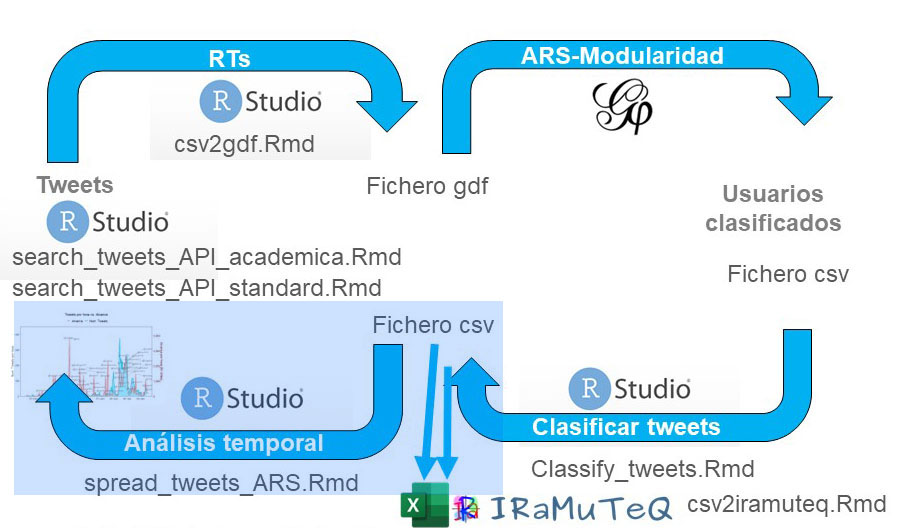 RTs
R Studio
csv2gdf.Rmd
ARS-Modularidad
Gφ
Tweets
R Studio
search_tweets_API_academica.Rmd
search_tweets_API_standard.Rmd
Fichero gdf
Usuarios
clasificados
Fichero csv
Fichero csv
R Studio
Análisis temporal
spread_tweets_ARS.Rmd
R Studio
Clasificar tweets
Classify_tweets.Rmd
X
R IRaMuTeQ
csv2iramuteq.Rmd